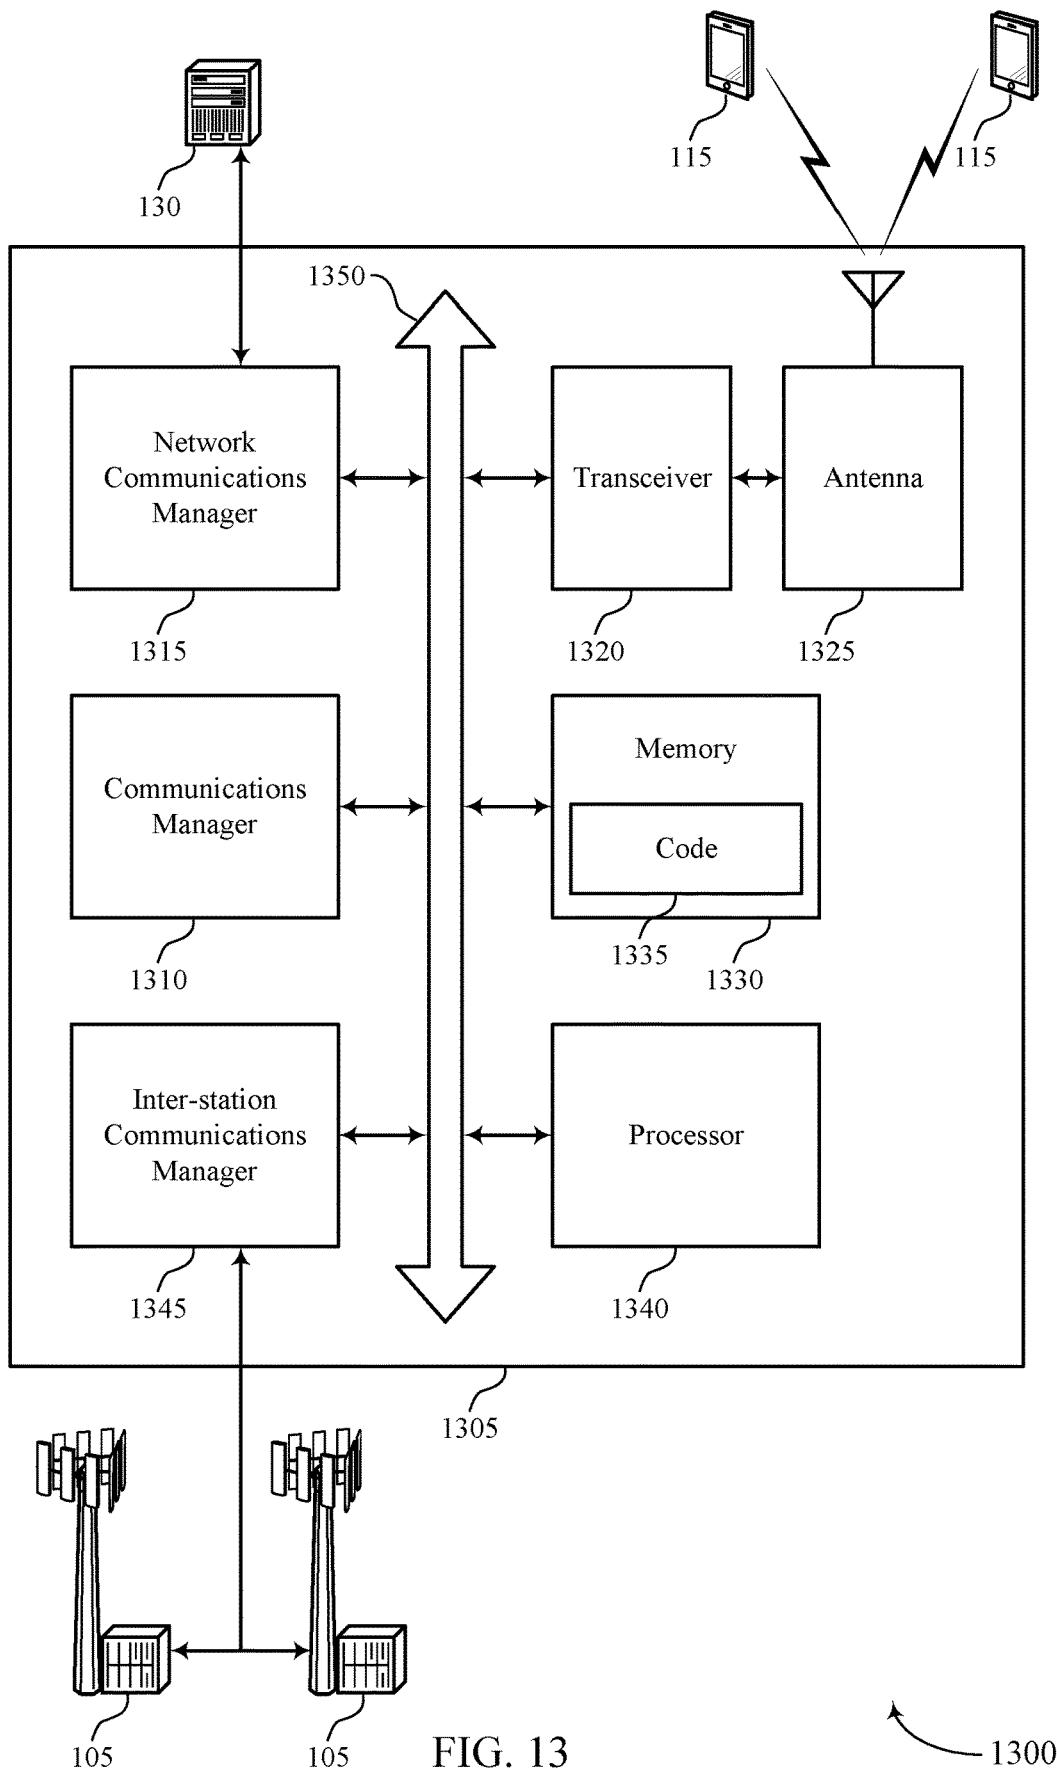 115
115
130
1350
Network
Communications
Manager
Transceiver
Antenna
1315
1320
1325
Communications
Manager
Memory
Code
1310
1335
1330
Inter-station
Communications
Manager
Processor
1345
1340
1305
105
105
FIG. 13
1300